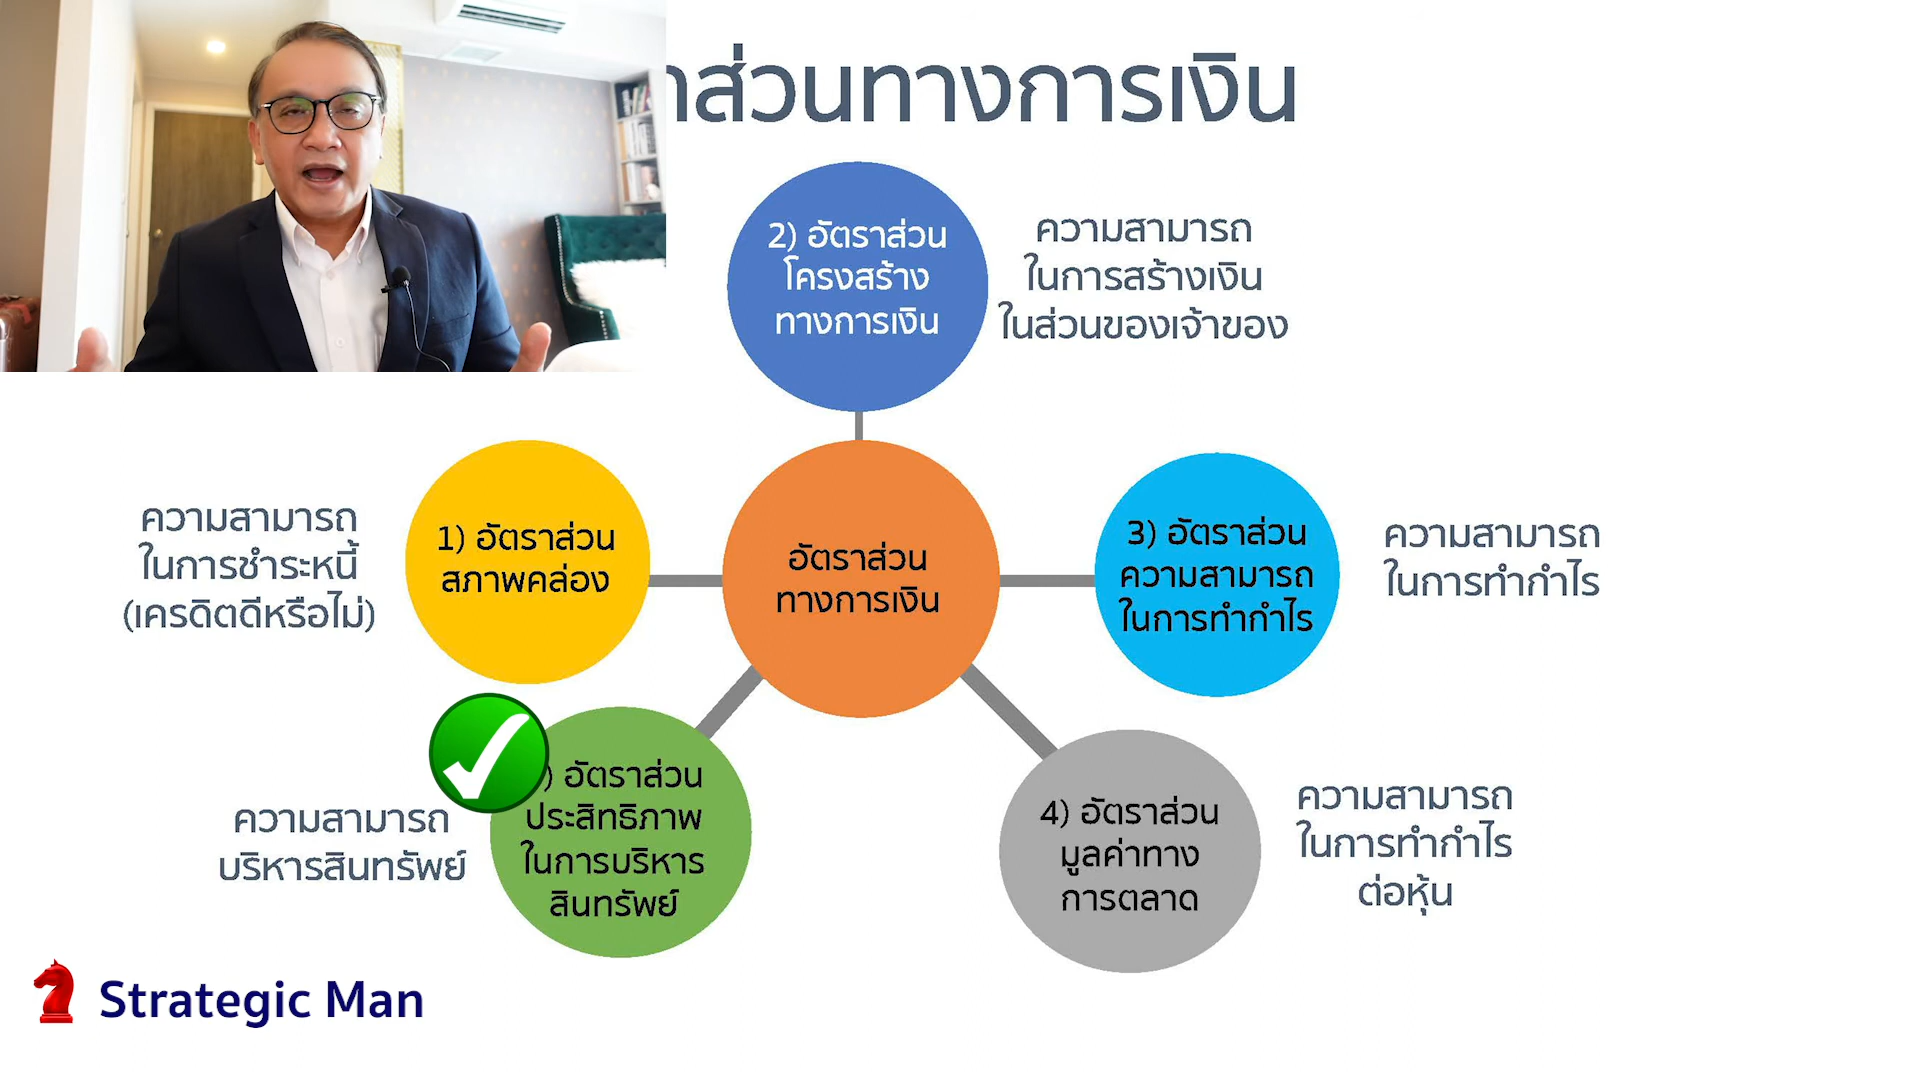 ส่วนทางการเงิน
2) อัตราส่วน
โครงสร้าง
ทางการเงิน
ความสามารถ
ในการสร้างเงิน
ในส่วนของเจ้าของ
ความสามารถ
ในการชำระหนี้
(เครดิตดีหรือไม่)
1) อัตราส่วน
สภาพคล่อง
อัตราส่วน
ทางการเงิน
3) อัตราส่วน
ความสามารถ
ในการทำกำไร
ความสามารถ
ในการทำกำไร
ความสามารถ
บริหารสินทรัพย์
) อัตราส่วน
ประสิทธิภาพ
ในการบริหาร
สินทรัพย์
4) อัตราส่วน
มูลค่าทาง
การตลาด
ความสามารถ
ในการทำกำไร
ต่อหุ้น
Strategic Man